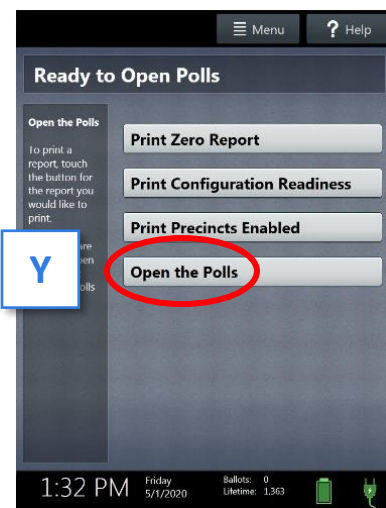 Menu
? Help
Ready to Open Polls
Open the Polls
To print a
report, touch
the button for
the report you
would like to
print.
Print Zero Report
Print Configuration Readiness
Print Precincts Enabled
Open the Polls
Y
1:32 PM
Friday
5/1/2020
Ballots: 0
Lifetime: 1,363